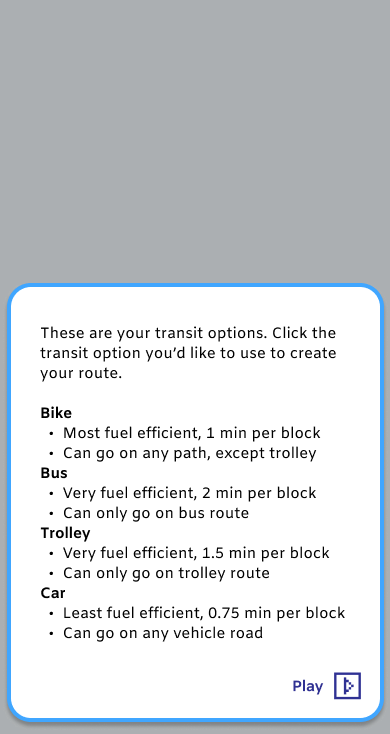 These are your transit options. Click the
transit option you’d like to use to create
your route.
Bike
• Most fuel efficient, 1 min per block
• Can go on any path, except trolley
Bus
• Very fuel efficient, 2 min per block
• Can only go on bus route
Trolley
• Very fuel efficient, 1.5 min per block
• Can only go on trolley route
Car
• Least fuel efficient, 0.75 min per block
• Can go on any vehicle road
Play